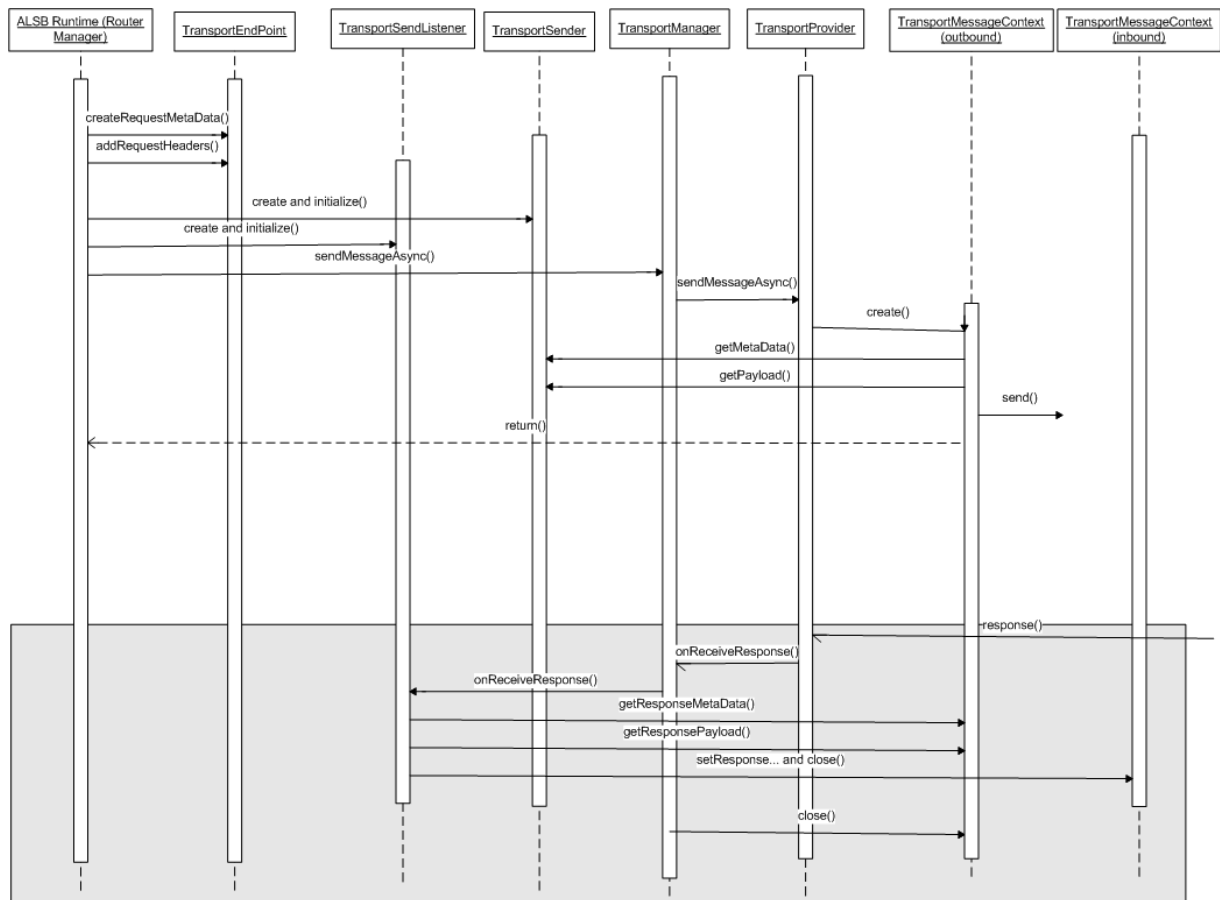 ALSB Runtime (Router
Manager)
TransportEndPoint
TransportSendListener
TransportSender
TransportManager
TransportProvider
TransportMessageContext
(outbound)
TransportMessageContext
(inbound)
createRequestMetaData()
addRequestHeaders()
create and initialize()
create and initialize()
sendMessageAsync()
sendMessageAsync()
create()
getMetaData()
getPayload()
send()
return()
response()
onReceiveResponse()
onReceiveResponse()
getResponseMetaData()
getResponsePayload()
setResponse... and close()
close()